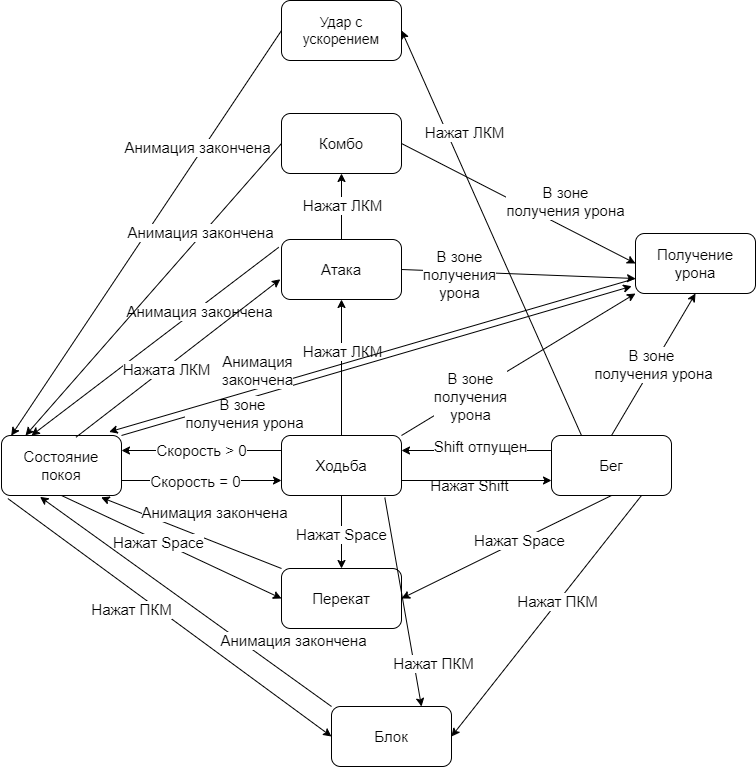 Удар с
ускорением
Нажат ЛКМ
Анимация закончена
Комбо
В зоне
получения урона
Нажат ЛКМ
Анимация закончена
Атака
В зоне
получения
урона
Получение
урона
Анимация закончена
Нажат ЛКМ
Нажата ЛКМ
Анимация
закончена
В зоне
получения
урона
В зоне
получения урона
В зоне
получения урона
Состояние
покоя
Скорость > 0
Скорость = 0
Ходьба
Shift отпущен
Нажат Shift
Бег
Анимация закончена
Нажат Space
Нажат Space
Нажат Space
Перекат
Нажат ПКМ
Нажат ПКМ
Анимация закончена
Нажат ПКМ
Блок